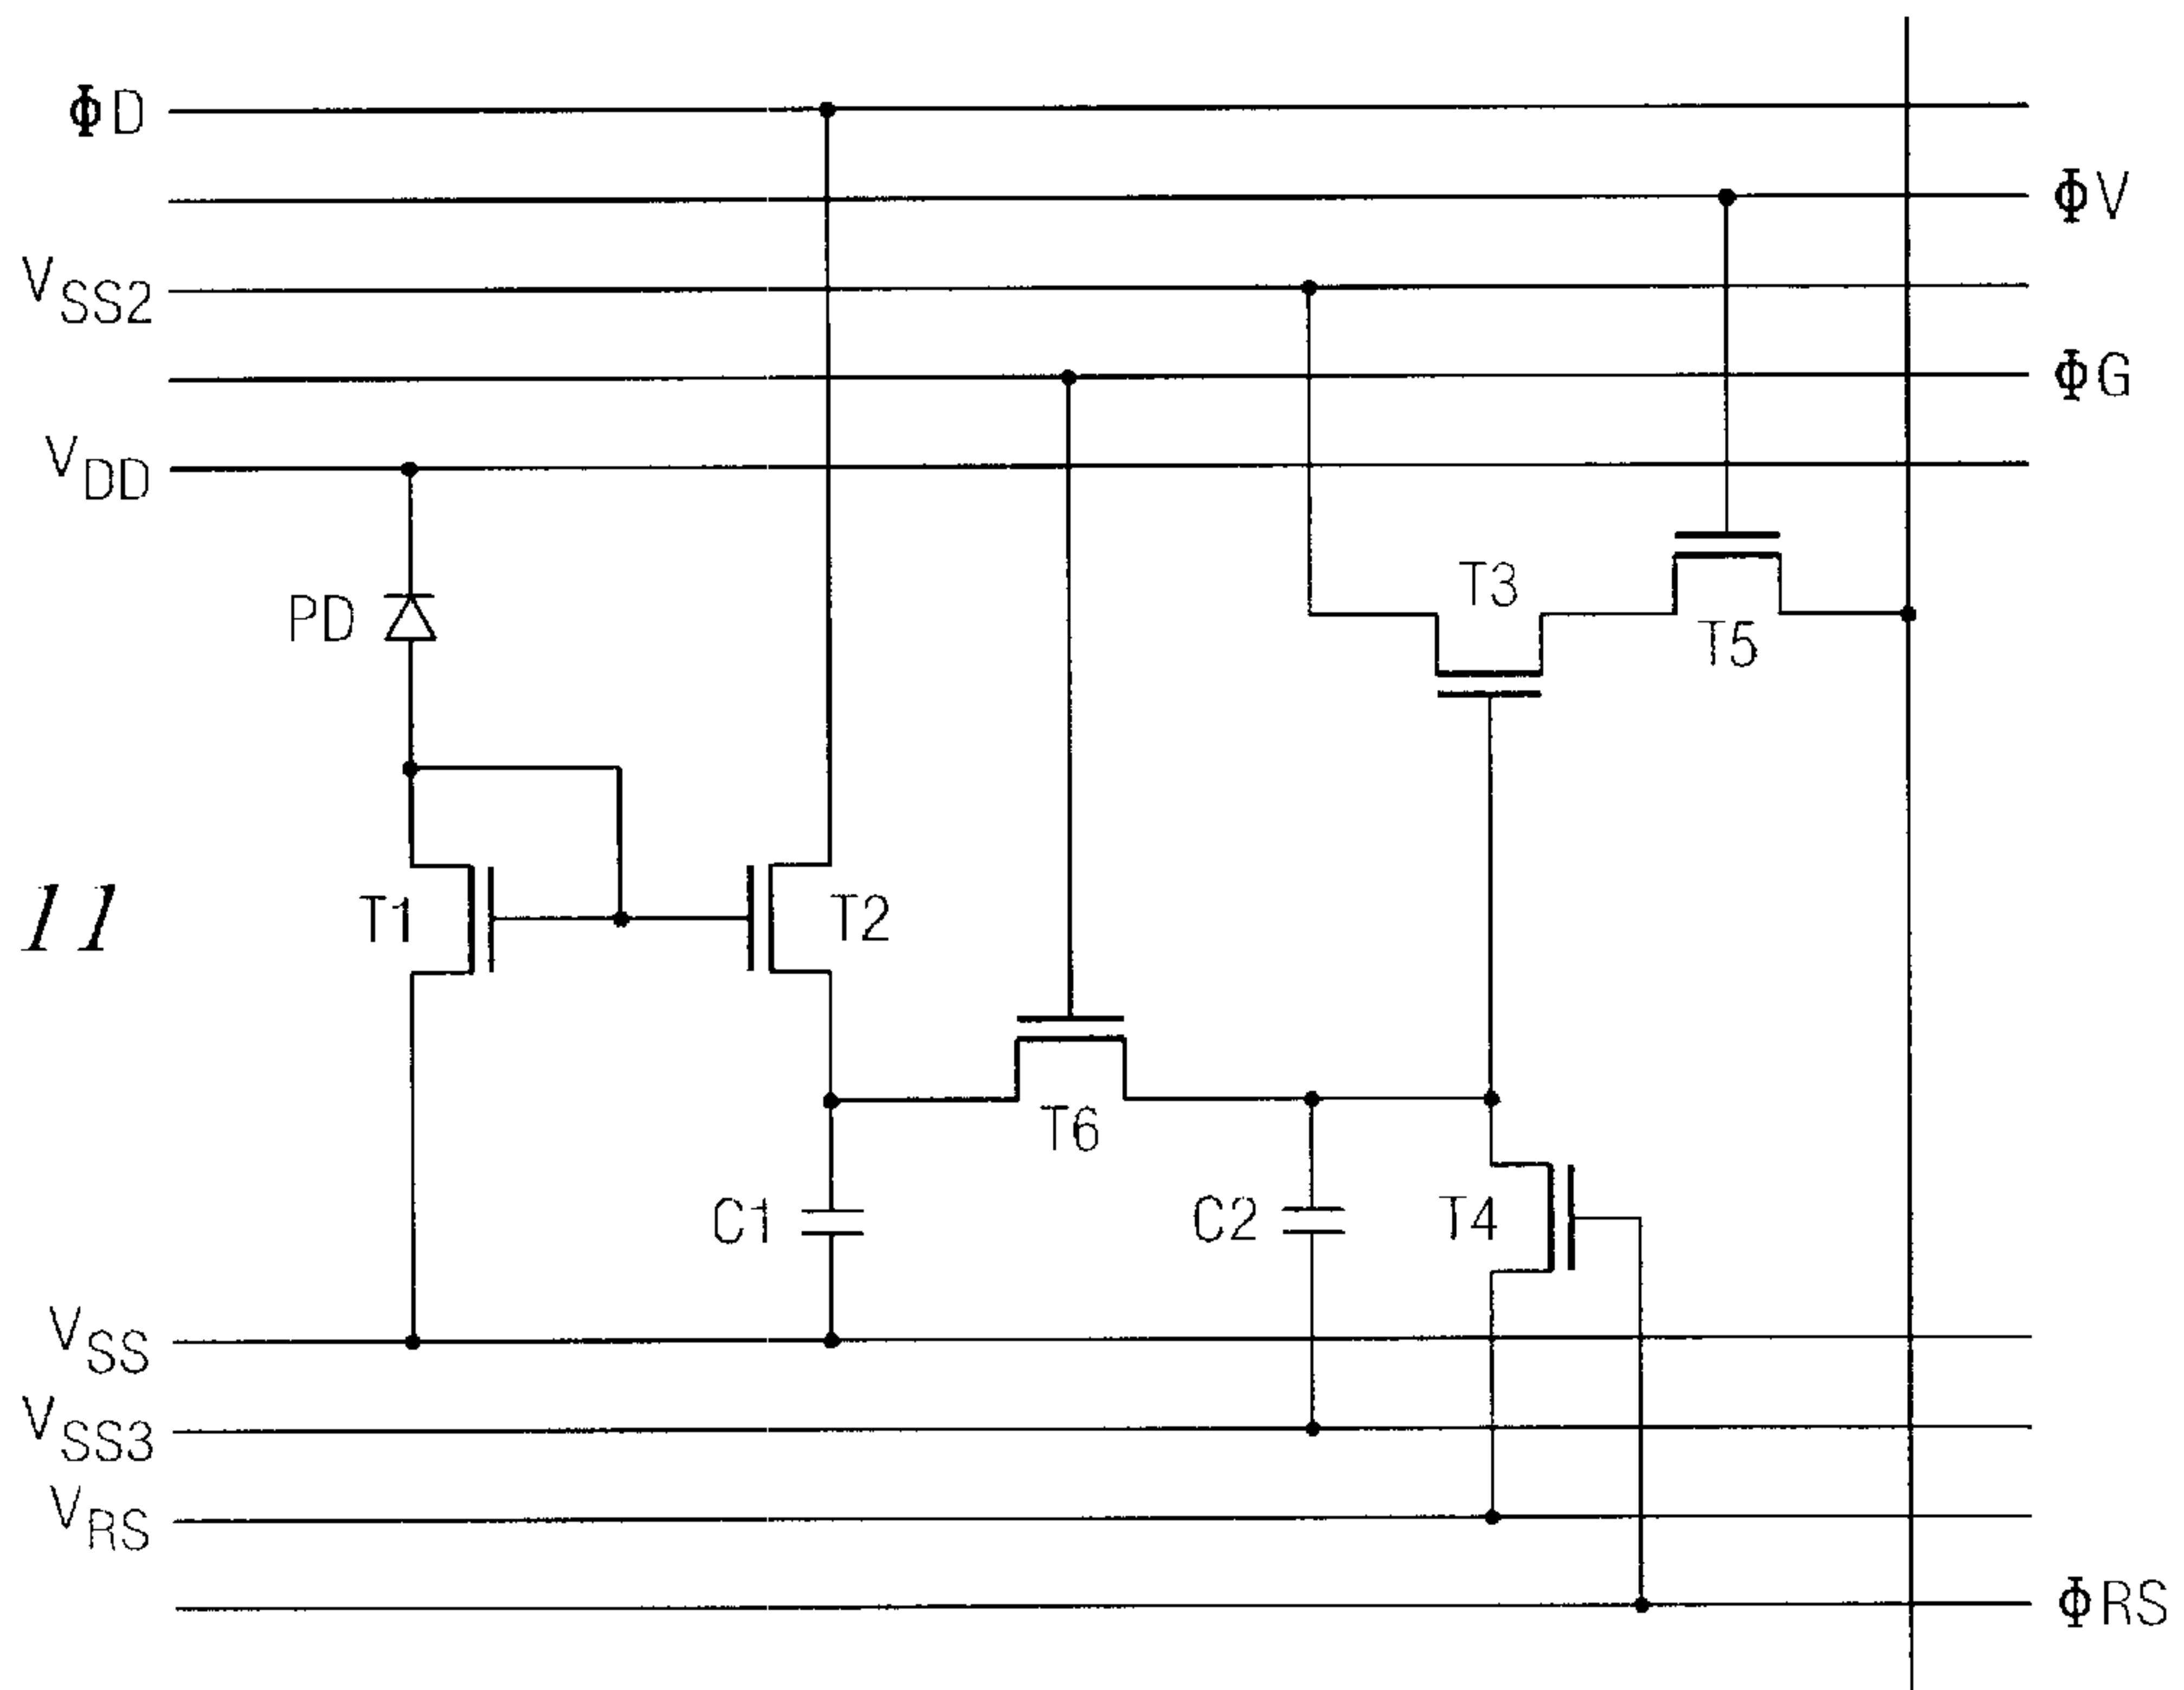 ΦD
ΦV
VSS2
ΦG
VDD
PD
T3
T5
11
T1
T2
T6
C1
C2
T4
VSS
VSS3
VRS
ΦRS